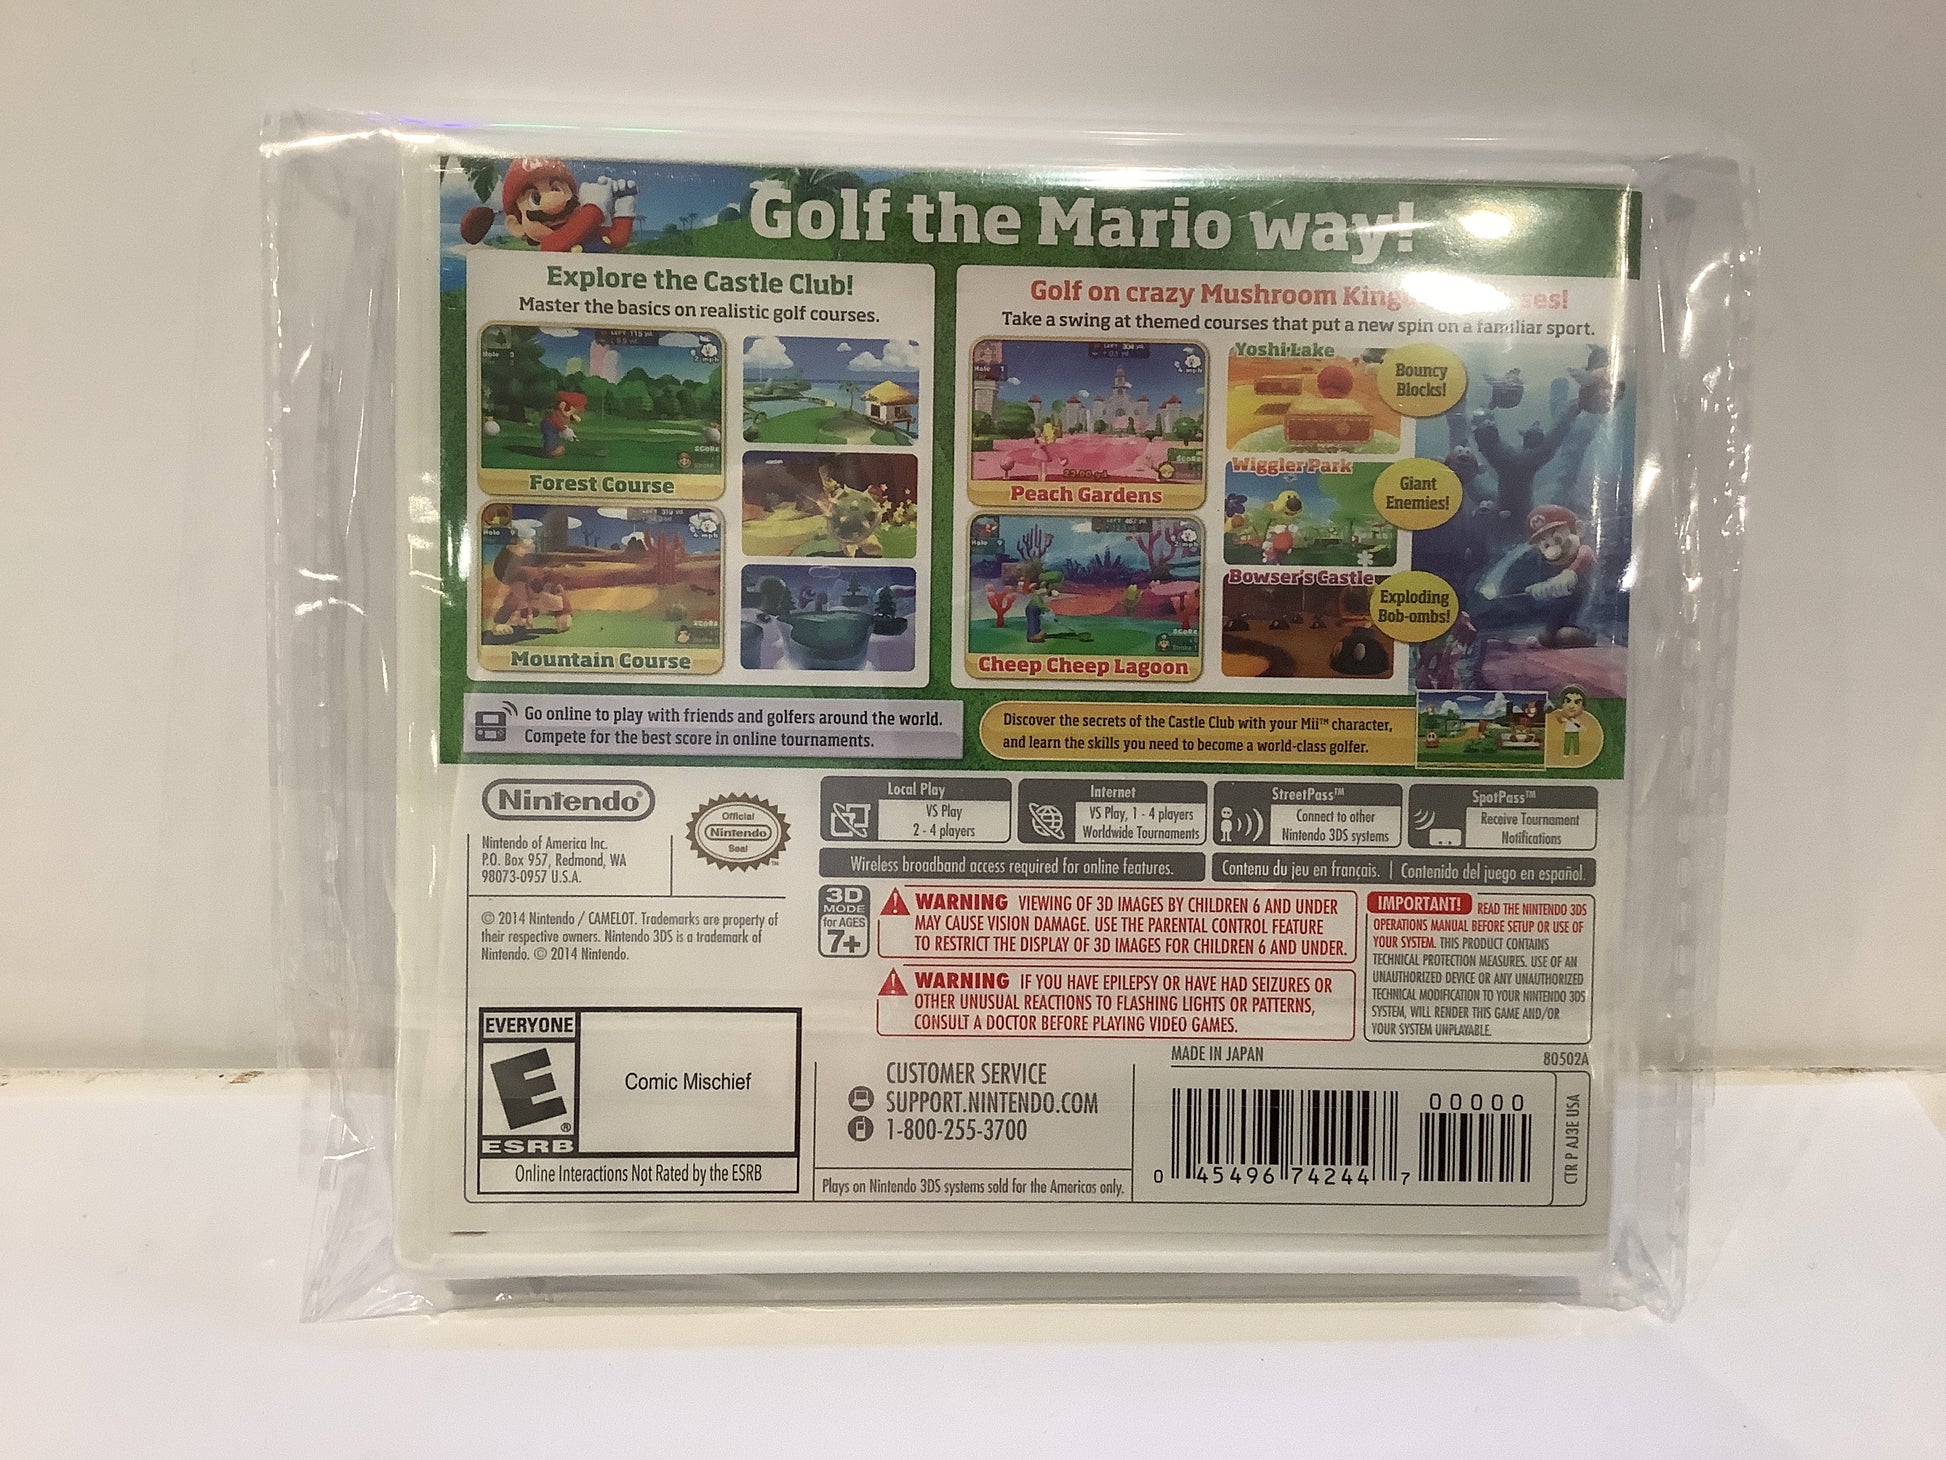 Golf the Mario way!
Explore the Castle Club!
Master the basics on realistic golf courses.
Forest Course
Mountain Course
Golf on crazy Mushroom
Take a swing at themed courses that put a new spin on a familiar sport.
Peach Gardens
Cheep Cheep Lagoon
Yoshi Lake
Bouncy
Blocks!
Wiggler Park
Giant
Enemies!
Bowser's Castle
Exploding
Bob-ombs!
Go online to play with friends and golfers around the world.
Compete for the best score in online tournaments.
Discover the secrets of the Castle Club with your Mii™ character,
and learn the skills you need to become a world-class golfer.
Nintendo®
Nintendo of America Inc.
P.O. Box 957, Redmond, WA
98073-0957 U.S.A.
Official
Nintendo
Seal
Local Play
VS Play
2 - 4 players
Internet
VS Play, 1 - 4 players
Worldwide Tournaments
StreetPass™
Connect to other
Nintendo 3DS systems
SpotPass™
Receive Tournament
Notifications
Wireless broadband access required for online features.
Contenu du jeu en français. | Contenido del juego en español.
© 2014 Nintendo / CAMELOT. Trademarks are property of
their respective owners. Nintendo 3DS is a trademark of
Nintendo. © 2014 Nintendo.
3D
MODE
for AGES
7+
WARNING VIEWING OF 3D IMAGES BY CHILDREN 6 AND UNDER
MAY CAUSE VISION DAMAGE. USE THE PARENTAL CONTROL FEATURE
TO RESTRICT THE DISPLAY OF 3D IMAGES FOR CHILDREN 6 AND UNDER.
WARNING IF YOU HAVE EPILEPSY OR HAVE HAD SEIZURES OR
OTHER UNUSUAL REACTIONS TO FLASHING LIGHTS OR PATTERNS,
CONSULT A DOCTOR BEFORE PLAYING VIDEO GAMES.
IMPORTANT! READ THE NINTENDO 3DS
OPERATIONS MANUAL BEFORE SETUP OR USE OF
YOUR SYSTEM. THIS PRODUCT CONTAINS
TECHNICAL PROTECTION MEASURES. USE OF AN
UNAUTHORIZED DEVICE OR ANY UNAUTHORIZED
TECHNICAL MODIFICATION TO YOUR NINTENDO 3DS
SYSTEM, WILL RENDER THIS GAME AND/OR
YOUR SYSTEM UNPLAYABLE.
EVERYONE
E
ESRB
Comic Mischief
Online Interactions Not Rated by the ESRB
CUSTOMER SERVICE
SUPPORT.NINTENDO.COM
1-800-255-3700
Plays on Nintendo 3DS systems sold for the Americas only.
MADE IN JAPAN
80502A
00000
0 45496 74244 7
CTR P AJ3E USA